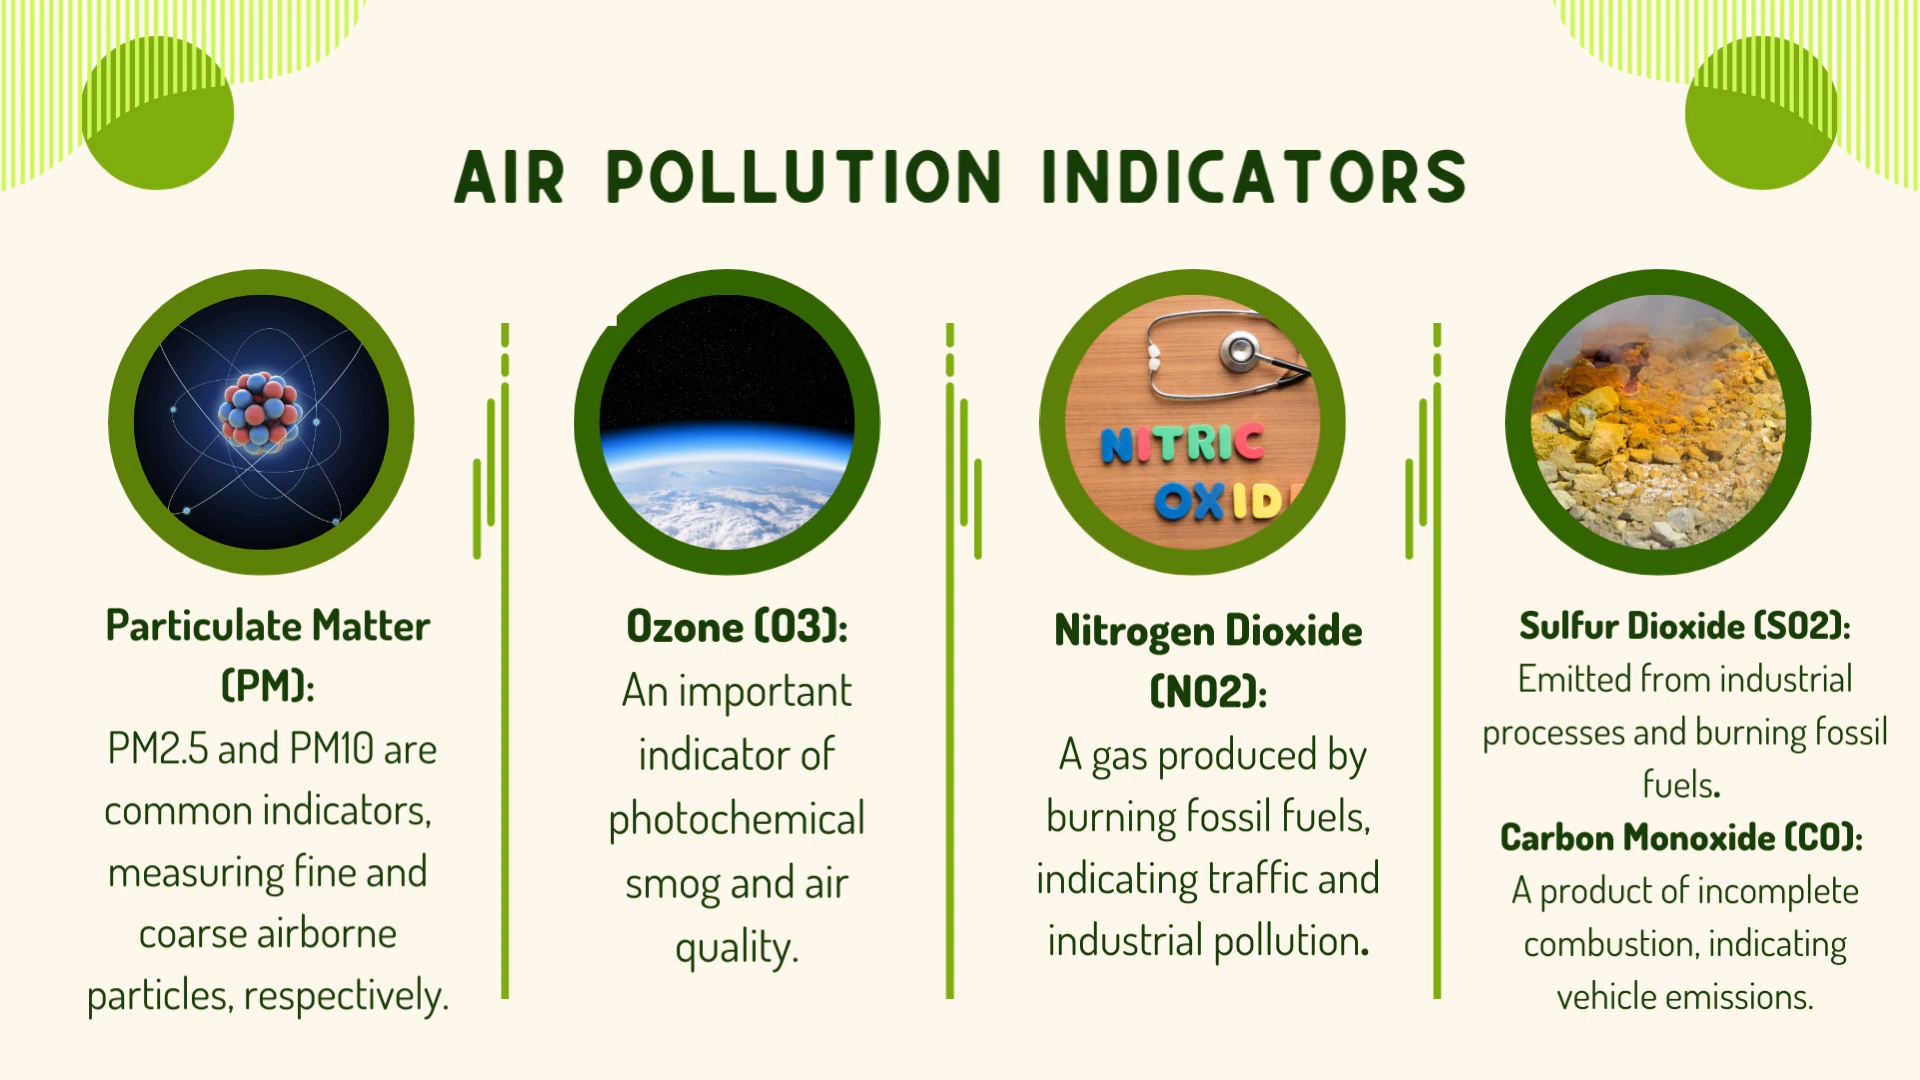 AIR POLLUTION INDICATORS
NITRIC
OXID
Particulate Matter
(PM):
PM2.5 and PM10 are
common indicators,
measuring fine and
coarse airborne
particles, respectively.
Ozone (O3):
An important
indicator of
photochemical
smog and air
quality.
Nitrogen Dioxide
(NO2):
A gas produced by
burning fossil fuels,
indicating traffic and
industrial pollution.
Sulfur Dioxide (SO2):
Emitted from industrial
processes and burning fossil
fuels.
Carbon Monoxide (CO):
A product of incomplete
combustion, indicating
vehicle emissions.